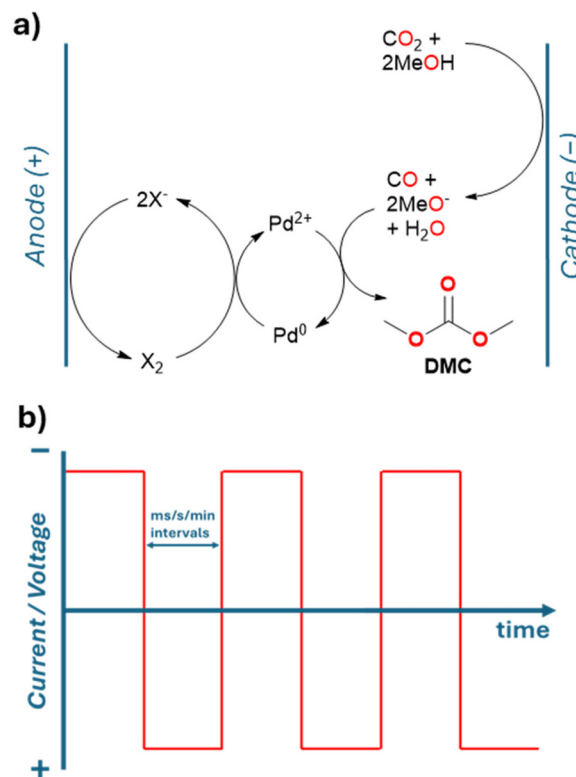 a)
CO₂ +
2MeOH
Anode (+)
Cathode (−)
2X⁻
CO +
2MeO⁻
+ H₂O
Pd²⁺
O
O
O
Pd⁰
X₂
DMC
b)
−
ms/s/min
intervals
Current / Voltage
time
+